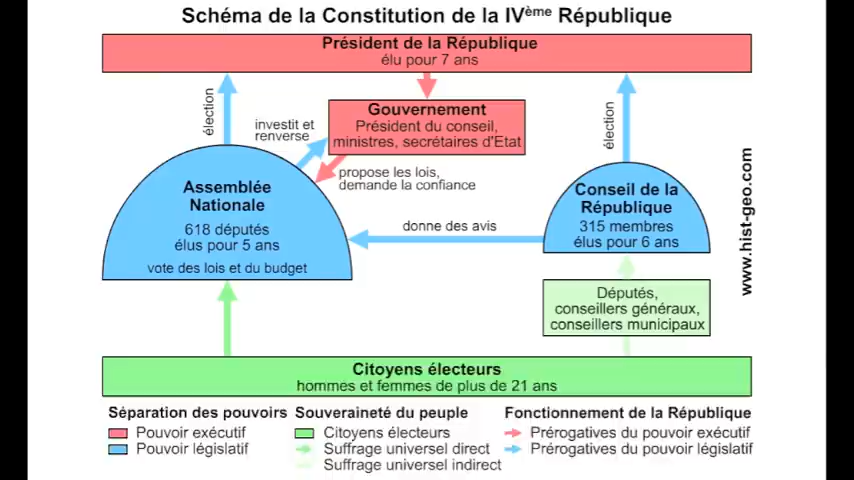 Schéma de la Constitution de la IVème République
Président de la République
élu pour 7 ans
élection
investit et
renverse
Gouvernement
Président du conseil,
ministres, secrétaires d'Etat
élection
propose les lois,
demande la confiance
Assemblée
Nationale
618 députés
élus pour 5 ans
vote des lois et du budget
donne des avis
Conseil de la
République
315 membres
élus pour 6 ans
www.hist-geo.com
Députés,
conseillers généraux,
conseillers municipaux
Citoyens électeurs
hommes et femmes de plus de 21 ans
Séparation des pouvoirs
Pouvoir exécutif
Pouvoir législatif
Souveraineté du peuple
Citoyens électeurs
Suffrage universel direct
Suffrage universel indirect
Fonctionnement de la République
Prérogatives du pouvoir exécutif
Prérogatives du pouvoir législatif